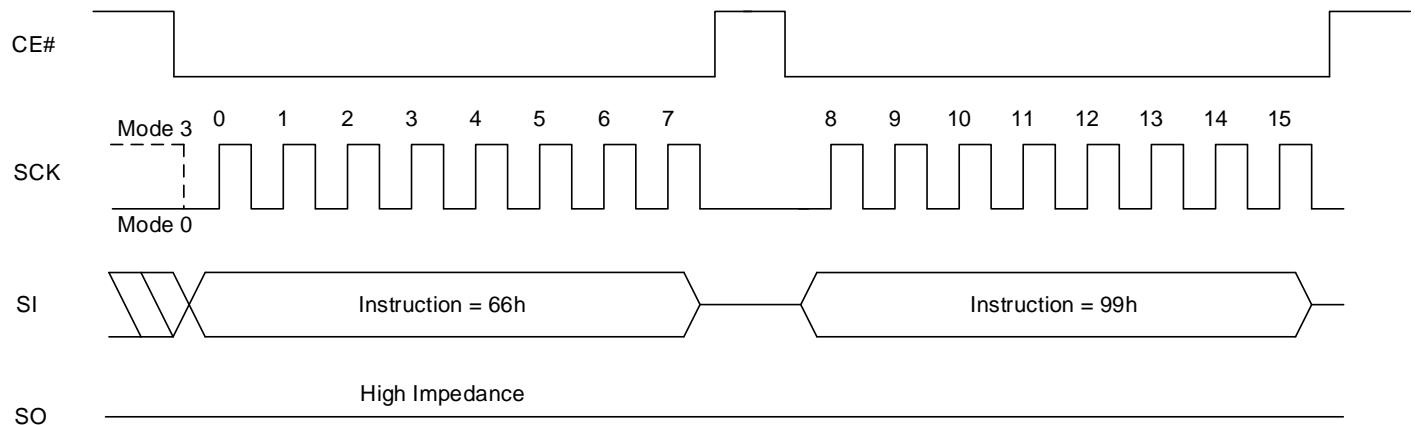 CE#
Mode 3
0 1 2 3 4 5 6 7 8 9 10 11 12 13 14 15
SCK
Mode 0
SI
Instruction = 66h
Instruction = 99h
High Impedance
SO